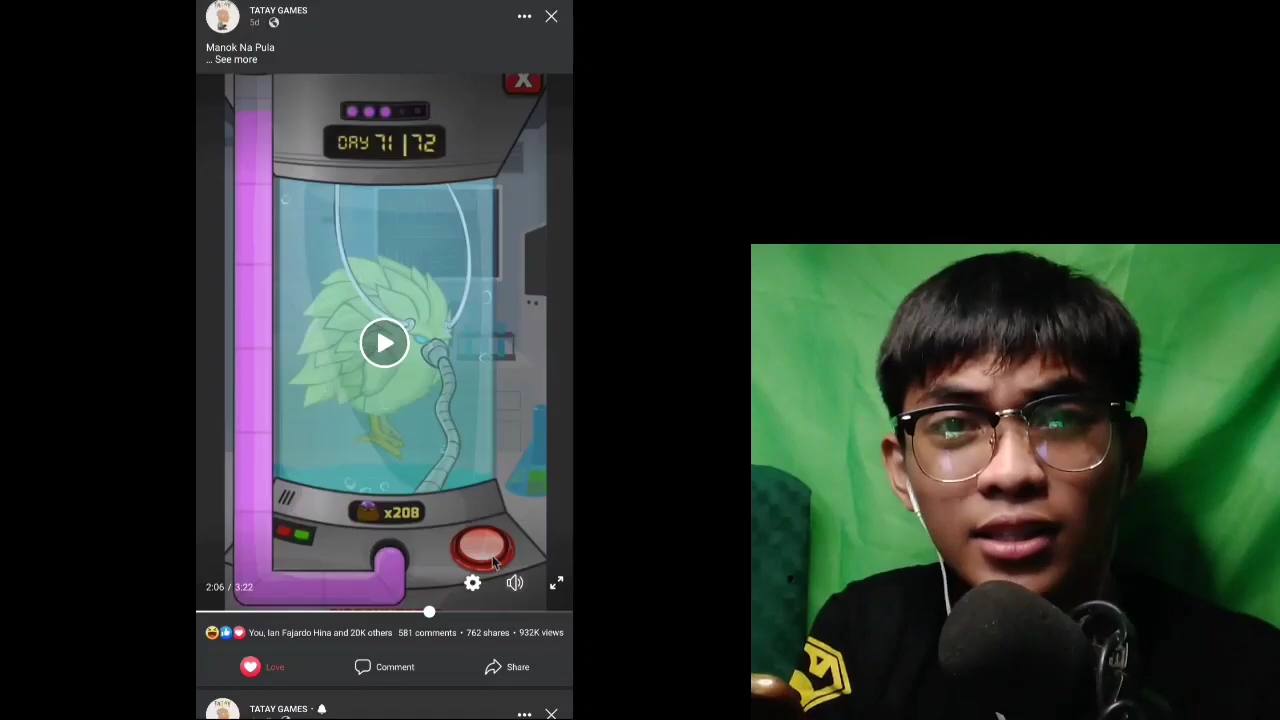 TATAY GAMES
5d
Manok Na Pula
... See more
X
DAY 71|72
x208
2:06 / 3:22
You, Ian Fajardo Hina and 20K others 581 comments • 762 shares • 932K views
Love
Comment
Share
TATAY GAMES •